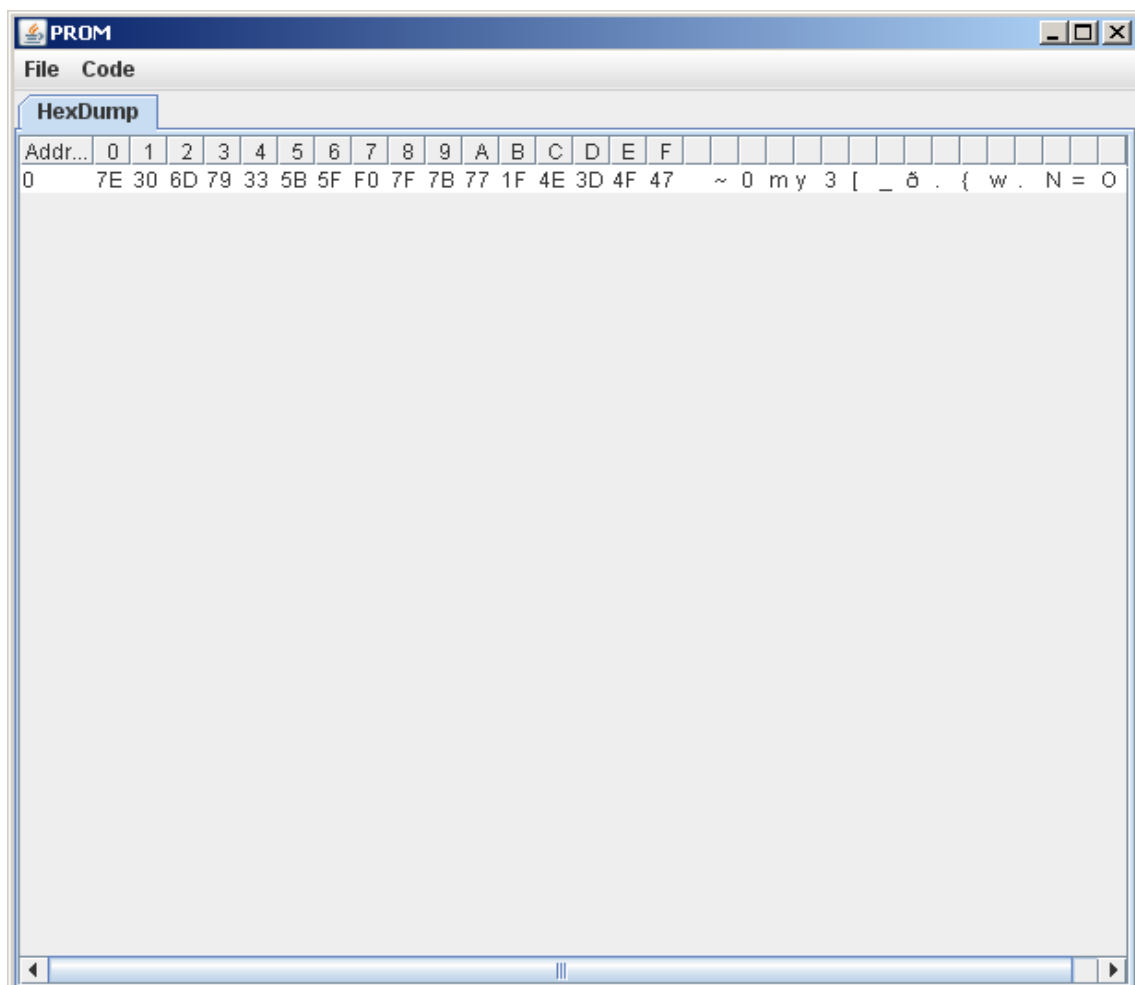 PROM
File Code
HexDump
Addr... 0 1 2 3 4 5 6 7 8 9 A B C D E F
0 7E 30 6D 79 33 5B 5F F0 7F 7B 77 1F 4E 3D 4F 47 ~ 0 m y 3 [ _ ð . { w . N = O